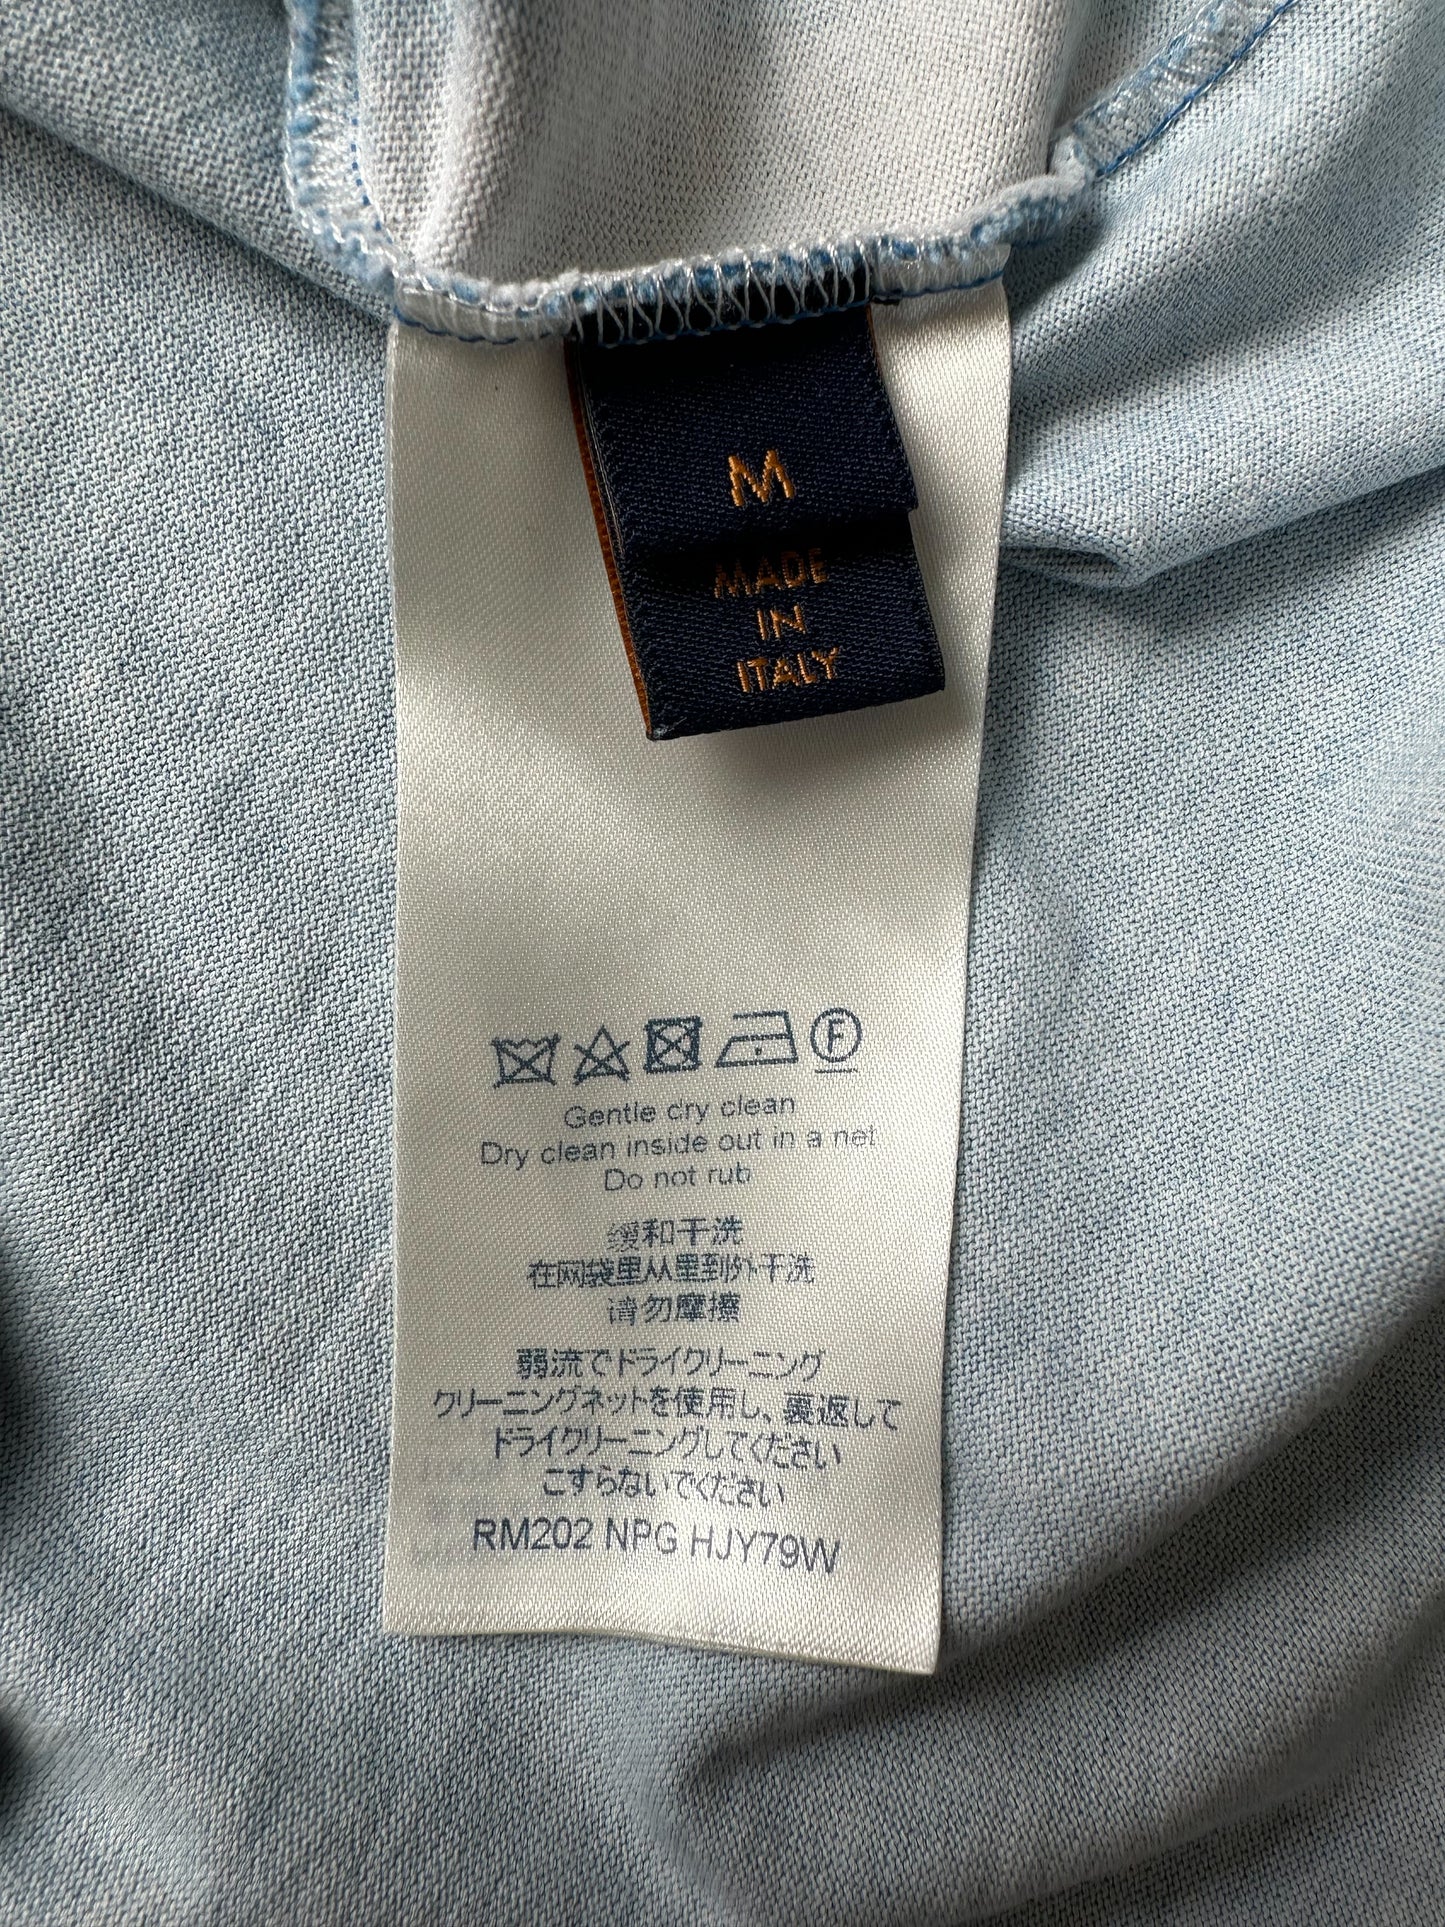 M
MADE
IN
ITALY
F
Gentle dry clean
Dry clean inside out in a net
Do not rub
缓和干洗
在网袋里从里到外干洗
请勿摩擦
弱流でドライクリーニング
クリーニングネットを使用し、裏返して
ドライクリーニングしてください
こすらないでください
RM202 NPG HJY79W